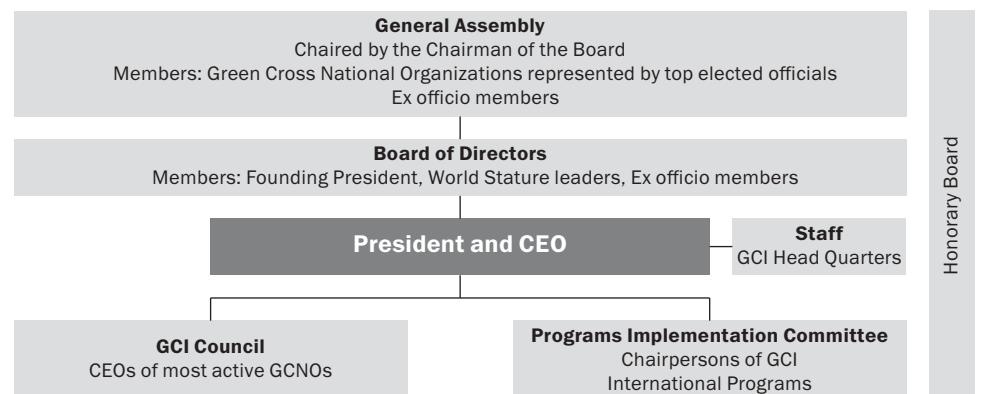 General Assembly
Chaired by the Chairman of the Board
Members: Green Cross National Organizations represented by top elected officials
Ex officio members
Board of Directors
Members: Founding President, World Stature leaders, Ex officio members
President and CEO
Staff
GCI Head Quarters
GCI Council
CEOs of most active GCNOs
Programs Implementation Committee
Chairpersons of GCI
International Programs
Honorary Board